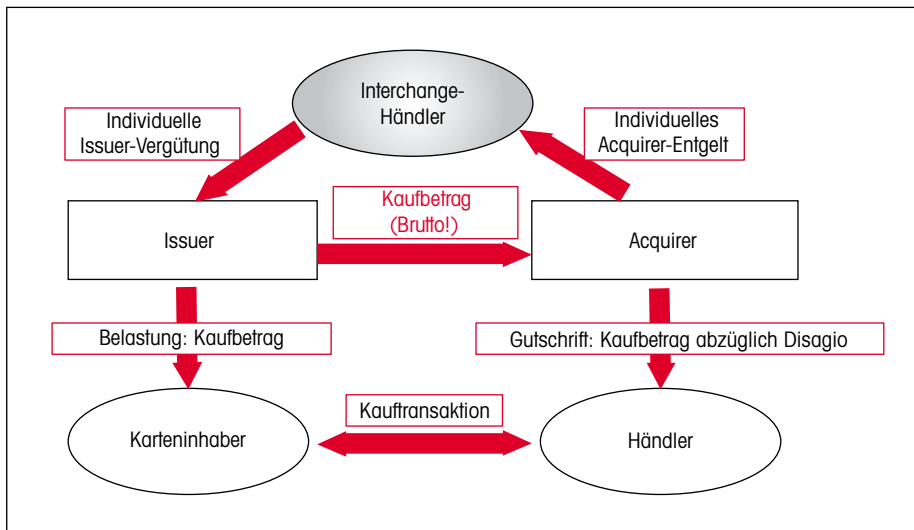 Interchange-
Händler
Individuelle
Issuer-Vergütung
Individuelles
Acquirer-Entgelt
Kaufbetrag
(Brutto!)
Issuer
Acquirer
Belastung: Kaufbetrag
Gutschrift: Kaufbetrag abzüglich Disagio
Kauftransaktion
Karteninhaber
Händler